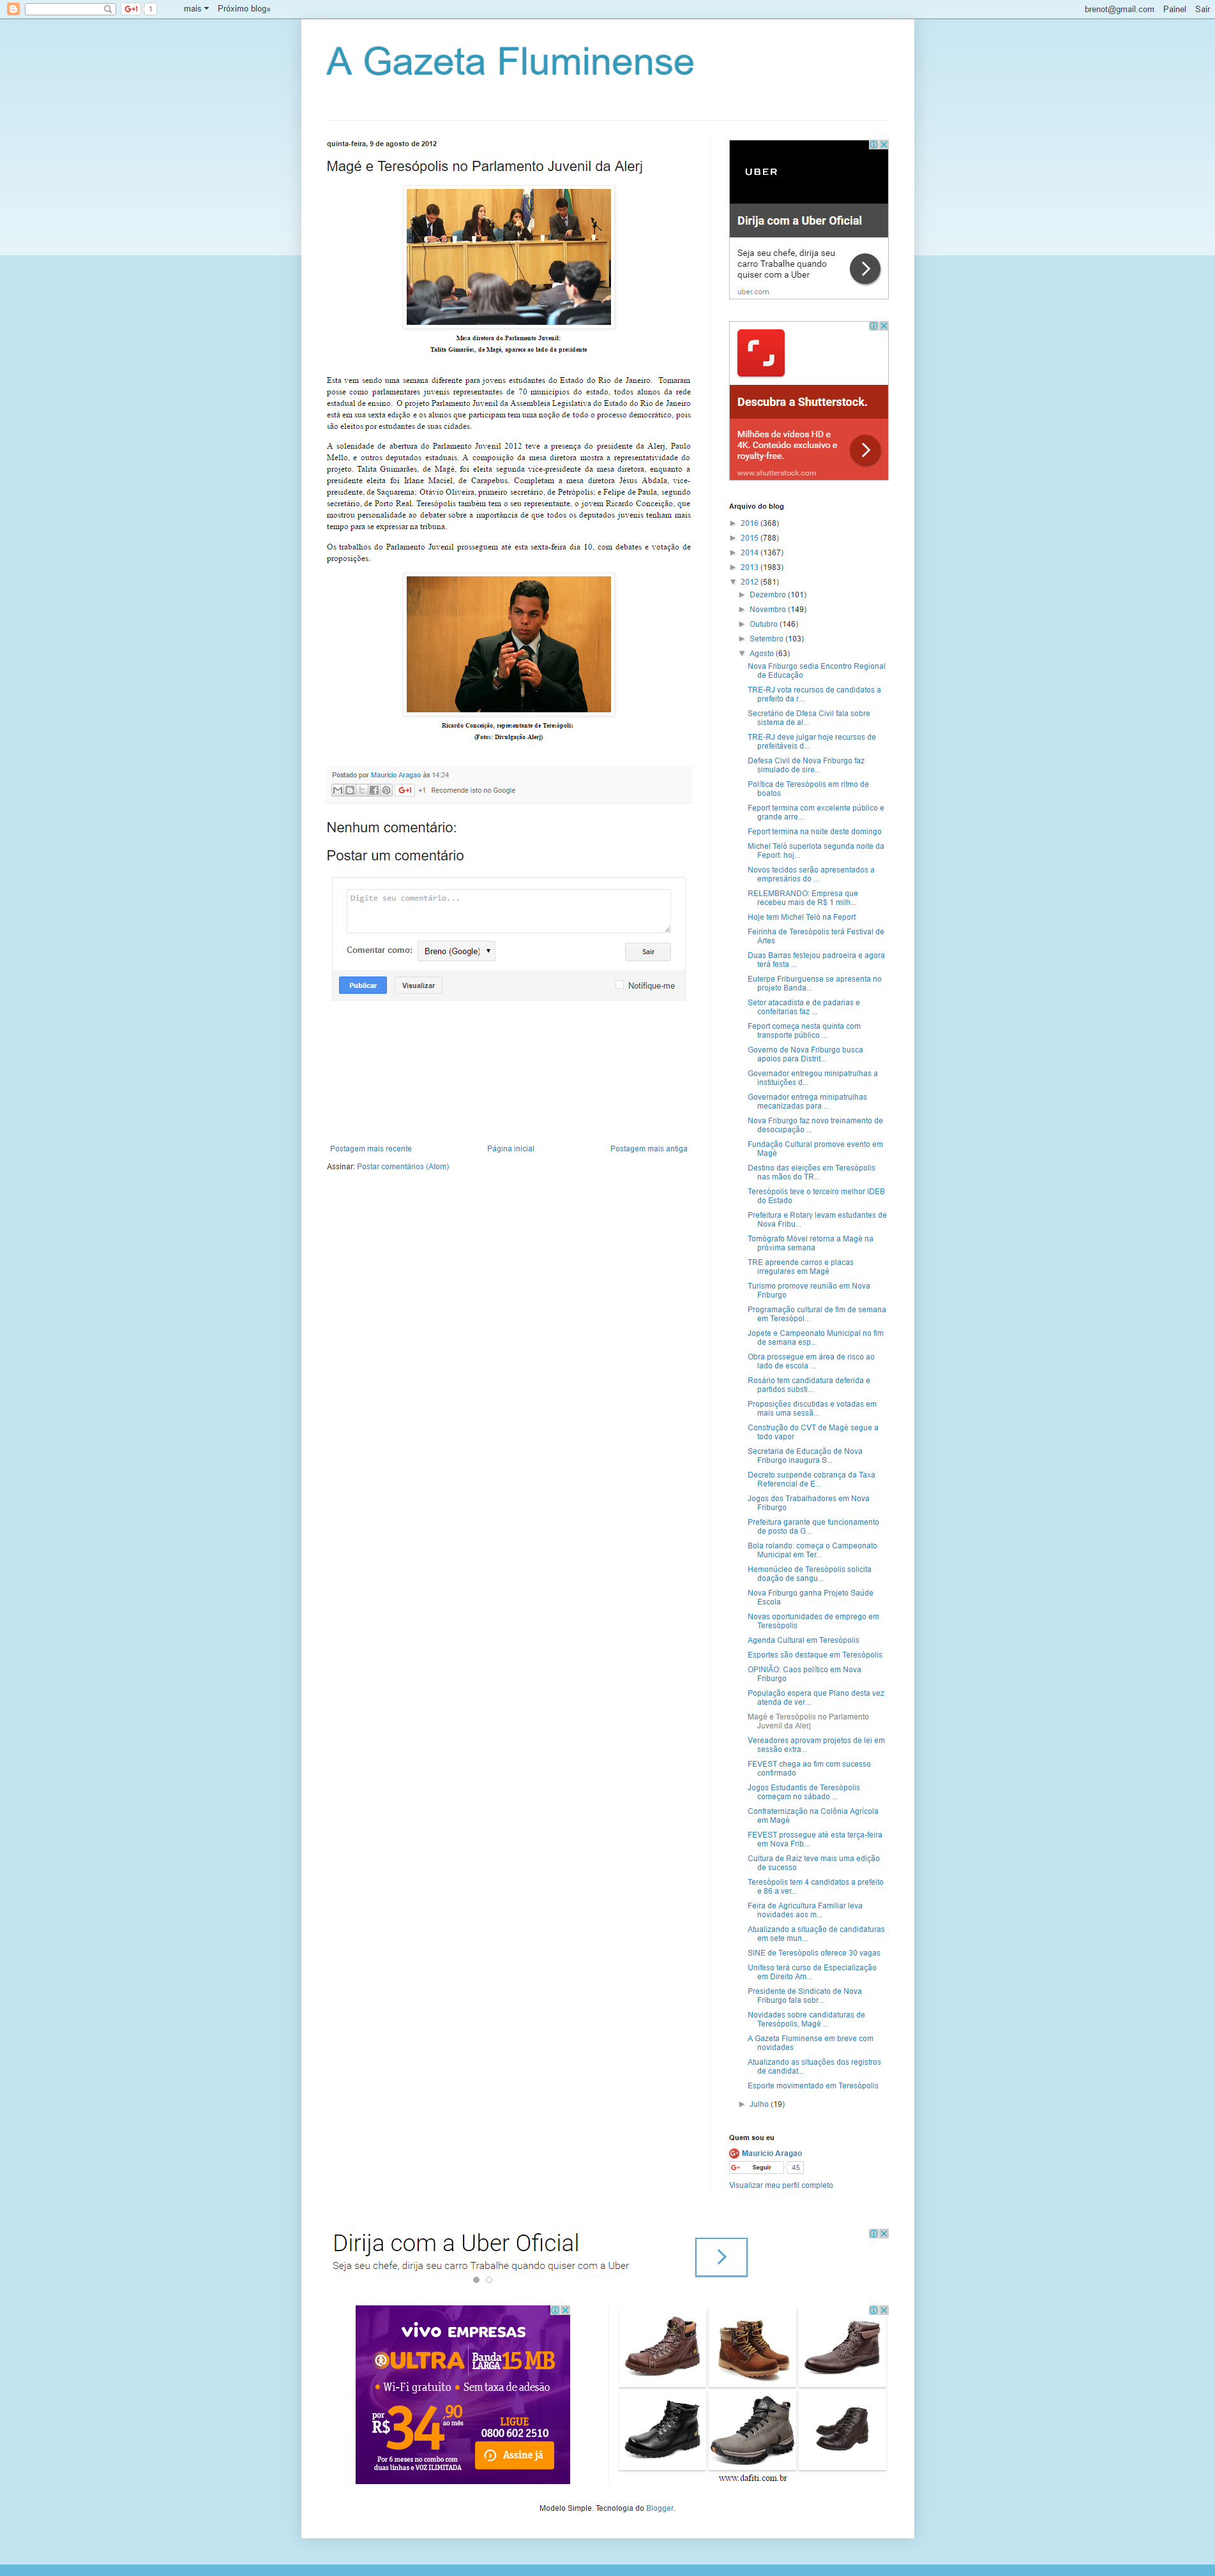 mais ▾ Próximo blog»
brenot@gmail.com Painel Sair
G+1 1
A Gazeta Fluminense
quinta-feira, 9 de agosto de 2012
Magé e Teresópolis no Parlamento Juvenil da Alerj
Mesa diretora do Parlamento Juvenil:
Talita Gimarães, de Magé, aparece ao lado da presidente
Esta vem sendo uma semana diferente para jovens estudantes do Estado do Rio de Janeiro. Tomaram
posse como parlamentares juvenis representantes de 70 municípios do estado, todos alunos da rede
estadual de ensino. O projeto Parlamento Juvenil da Assembleia Legislativa do Estado do Rio de Janeiro
está em sua sexta edição e os alunos que participam tem uma noção de todo o processo democrático, pois
são eleitos por estudantes de suas cidades.
A solenidade de abertura do Parlamento Juvenil 2012 teve a presença do presidente da Alerj, Paulo
Mello, e outros deputados estaduais. A composição da mesa diretora mostra a representatividade do
projeto. Talita Guimarães, de Magé, foi eleita segunda vice-presidente da mesa diretora, enquanto a
presidente eleita foi Irlana Maciel, de Carapebus. Completam a mesa diretora Jésus Abdala, vice-
presidente, de Saquarema; Otávio Oliveira, primeiro secretário, de Petrópolis; e Felipe de Paula, segundo
secretário, de Porto Real. Teresópolis também tem o seu representante, o jovem Ricardo Conceição, que
mostrou personalidade ao debater sobre a importância de que todos os deputados juvenis tenham mais
tempo para se expressar na tribuna.
Os trabalhos do Parlamento Juvenil prosseguem até esta sexta-feira dia 10, com debates e votação de
proposições.
Ricardo Conceição, representante de Teresópolis
(Fotos: Divulgação Alerj)
Postado por Mauricio Aragao às 14:24
G+1 +1 Recomende isto no Google
Nenhum comentário:
Postar um comentário
Digite seu comentário...
Comentar como: Breno (Google) ▾ Sair
Publicar Visualizar Notifique-me
Postagem mais recente Página inicial Postagem mais antiga
Assinar: Postar comentários (Atom)
UBER
Dirija com a Uber Oficial
Seja seu chefe, dirija seu
carro Trabalhe quando
quiser com a Uber
uber.com
Descubra a Shutterstock.
Milhões de vídeos HD e
4K. Conteúdo exclusivo e
royalty-free.
www.shutterstock.com
Arquivo do blog
► 2016 (368)
► 2015 (788)
► 2014 (1367)
► 2013 (1983)
▼ 2012 (581)
► Dezembro (101)
► Novembro (149)
► Outubro (146)
► Setembro (103)
▼ Agosto (63)
Nova Friburgo sedia Encontro Regional
de Educação
TRE-RJ vota recursos de candidatos a
prefeito da r...
Secretário de Dfesa Civil fala sobre
sistema de al...
TRE-RJ deve julgar hoje recursos de
prefeitáveis d...
Defesa Civil de Nova Friburgo faz
simulado de sire...
Política de Teresópolis em ritmo de
boatos
Feport termina com excelente público e
grande arre...
Feport termina na noite deste domingo
Michel Teló superlota segunda noite da
Feport: hoj...
Novos tecidos serão apresentados a
empresários do ...
RELEMBRANDO: Empresa que
recebeu mais de R$ 1 milh...
Hoje tem Michel Teló na Feport
Feirinha de Teresópolis terá Festival de
Artes
Duas Barras festejou padroeira e agora
terá festa ...
Euterpe Friburguense se apresenta no
projeto Banda...
Setor atacadista e de padarias e
confeitarias faz ...
Feport começa nesta quinta com
transporte público ...
Governo de Nova Friburgo busca
apoios para Distrit...
Governador entregou minipatrulhas a
instituições d...
Governador entrega minipatrulhas
mecanizadas para ...
Nova Friburgo faz novo treinamento de
desocupação ...
Fundação Cultural promove evento em
Magé
Destino das eleições em Teresópolis
nas mãos do TR...
Teresópolis teve o terceiro melhor IDEB
do Estado
Prefeitura e Rotary levam estudantes de
Nova Fribu...
Tomógrafo Móvel retorna a Magé na
próxima semana
TRE apreende carros e placas
irregulares em Magé
Turismo promove reunião em Nova
Friburgo
Programação cultural de fim de semana
em Teresópol...
Jopete e Campeonato Municipal no fim
de semana esp...
Obra prossegue em área de risco ao
lado de escola ...
Rosário tem candidatura deferida e
partidos substi...
Proposições discutidas e votadas em
mais uma sessã...
Construção do CVT de Magé segue a
todo vapor
Secretaria de Educação de Nova
Friburgo inaugura S...
Decreto suspende cobrança da Taxa
Referencial de E...
Jogos dos Trabalhadores em Nova
Friburgo
Prefeitura garante que funcionamento
de posto da G...
Bola rolando: começa o Campeonato
Municipal em Ter...
Hemonúcleo de Teresópolis solicita
doação de sangu...
Nova Friburgo ganha Projeto Saúde
Escola
Novas oportunidades de emprego em
Teresópolis
Agenda Cultural em Teresópolis
Esportes são destaque em Teresópolis
OPINIÃO: Caos político em Nova
Friburgo
População espera que Plano desta vez
atenda de ver...
Magé e Teresópolis no Parlamento
Juvenil da Alerj
Vereadores aprovam projetos de lei em
sessão extra...
FEVEST chega ao fim com sucesso
confirmado
Jogos Estudantis de Teresópolis
começam no sábado ...
Confraternização na Colônia Agrícola
em Magé
FEVEST prossegue até esta terça-feira
em Nova Frib...
Cultura de Raiz teve mais uma edição
de sucesso
Teresópolis tem 4 candidatos a prefeito
e 86 a ver...
Feira de Agricultura Familiar leva
novidades aos m...
Atualizando a situação de candidaturas
em sete mun...
SINE de Teresópolis oferece 30 vagas
Unifeso terá curso de Especialização
em Direito Am...
Presidente de Sindicato de Nova
Friburgo fala sobr...
Novidades sobre candidaturas de
Teresópolis, Magé ...
A Gazeta Fluminense em breve com
novidades
Atualizando as situações dos registros
de candidat...
Esporte movimentado em Teresópolis
► Julho (19)
Quem sou eu
Mauricio Aragao
G+ Seguir 45
Visualizar meu perfil completo
Dirija com a Uber Oficial
Seja seu chefe, dirija seu carro Trabalhe quando quiser com a Uber
vivo EMPRESAS
ULTRA Banda LARGA 15 MB
• Wi-Fi gratuito • Sem taxa de adesão
por R$ 34,90 ao mês
Por 6 meses no combo com
duas linhas e VOZ ILIMITADA
LIGUE
0800 602 2510
Assine já
www.dafiti.com.br
Modelo Simple. Tecnologia do Blogger.